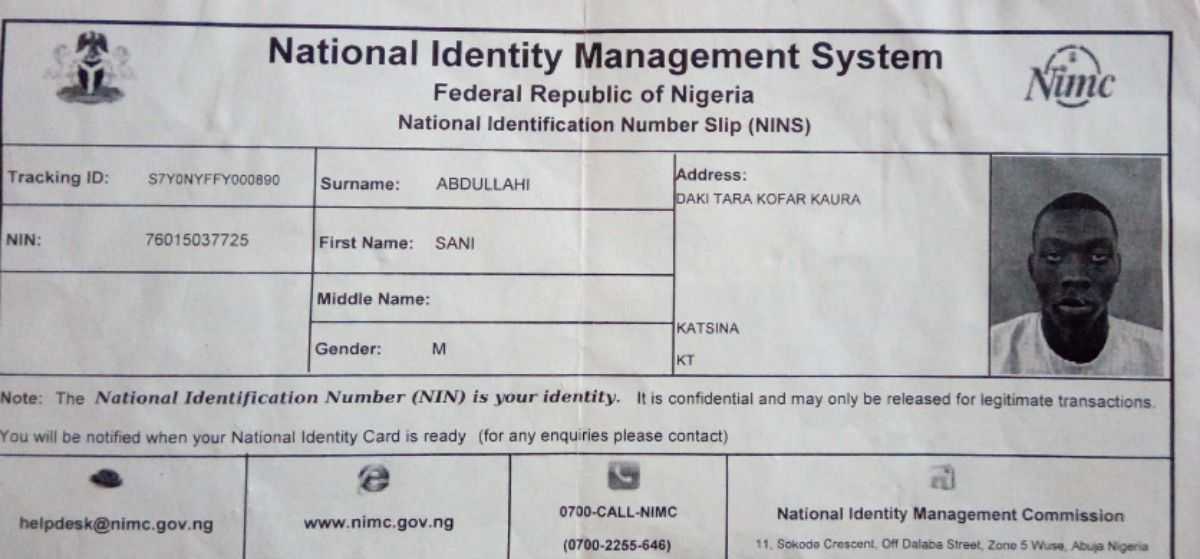 National Identity Management System
Federal Republic of Nigeria
National Identification Number Slip (NINS)
Nimc
Tracking ID: S7Y0NYFFY000890
Surname: ABDULLAHI
Address:
DAKI TARA KOFAR KAURA
NIN: 76015037725
First Name: SANI
Middle Name:
KATSINA
Gender: M
KT
Note: The National Identification Number (NIN) is your identity. It is confidential and may only be released for legitimate transactions.
You will be notified when your National Identity Card is ready (for any enquiries please contact)
helpdesk@nimc.gov.ng
www.nimc.gov.ng
0700-CALL-NIMC
(0700-2255-646)
National Identity Management Commission
11, Sokode Crescent, Off Dalaba Street, Zone 5 Wuse, Abuja Nigeria